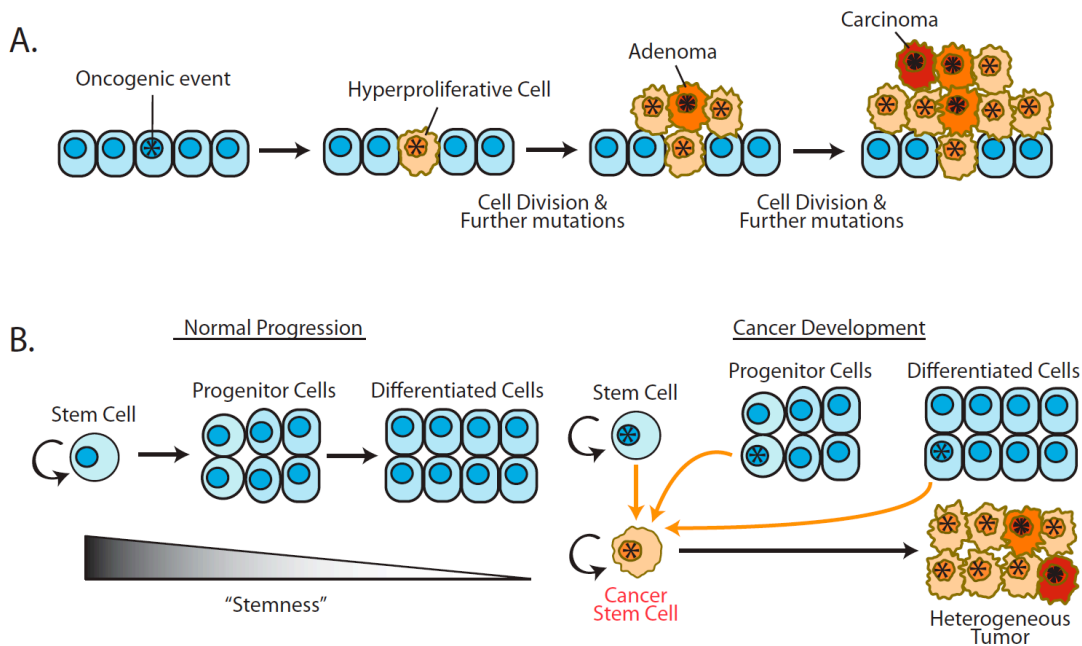 A.
Oncogenic event
Hyperproliferative Cell
Adenoma
Carcinoma
Cell Division &
Further mutations
Cell Division &
Further mutations
B.
Normal Progression
Stem Cell
Progenitor Cells
Differentiated Cells
“Stemness”
Cancer Development
Stem Cell
Progenitor Cells
Differentiated Cells
Cancer
Stem Cell
Heterogeneous
Tumor